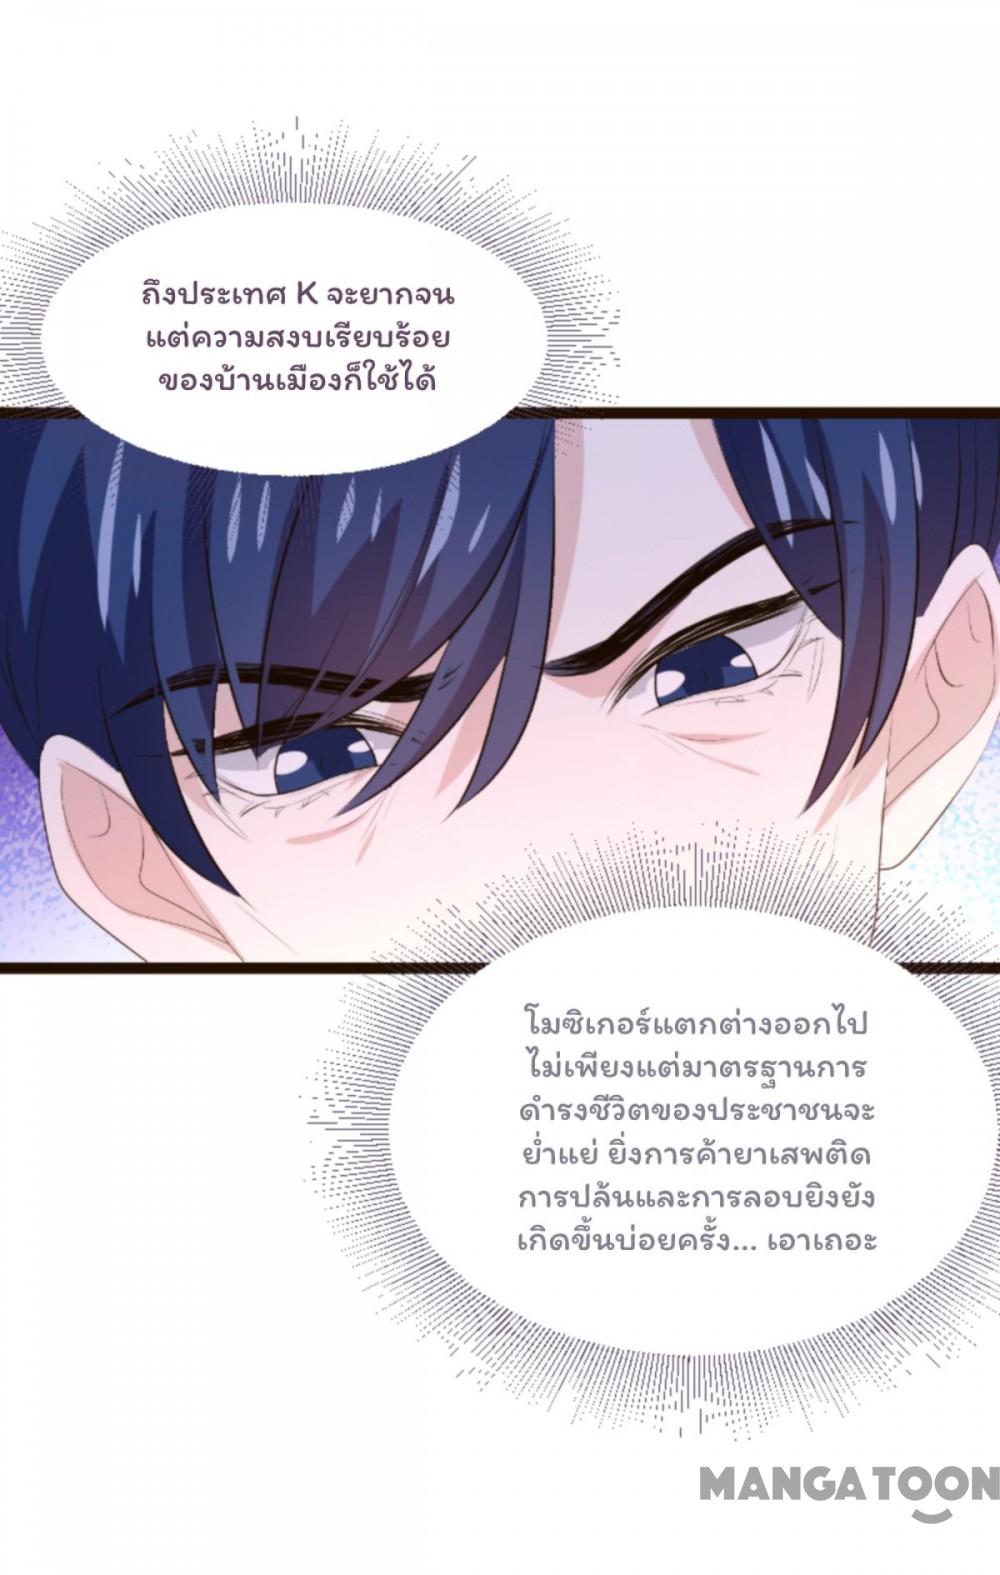 ถึงประเทศ K จะยากจน
แต่ความสงบเรียบร้อย
ของบ้านเมืองก็ใช้ได้
โมซิเกอร์แตกต่างออกไป
ไม่เพียงแต่มาตรฐานการ
ดำรงชีวิตของประชาชนจะ
ย่ำแย่ ยิ่งการค้ายาเสพติด
การปล้นและการลอบยิงยัง
เกิดขึ้นบ่อยครั้ง... เอาเถอะ
MANGA TOON